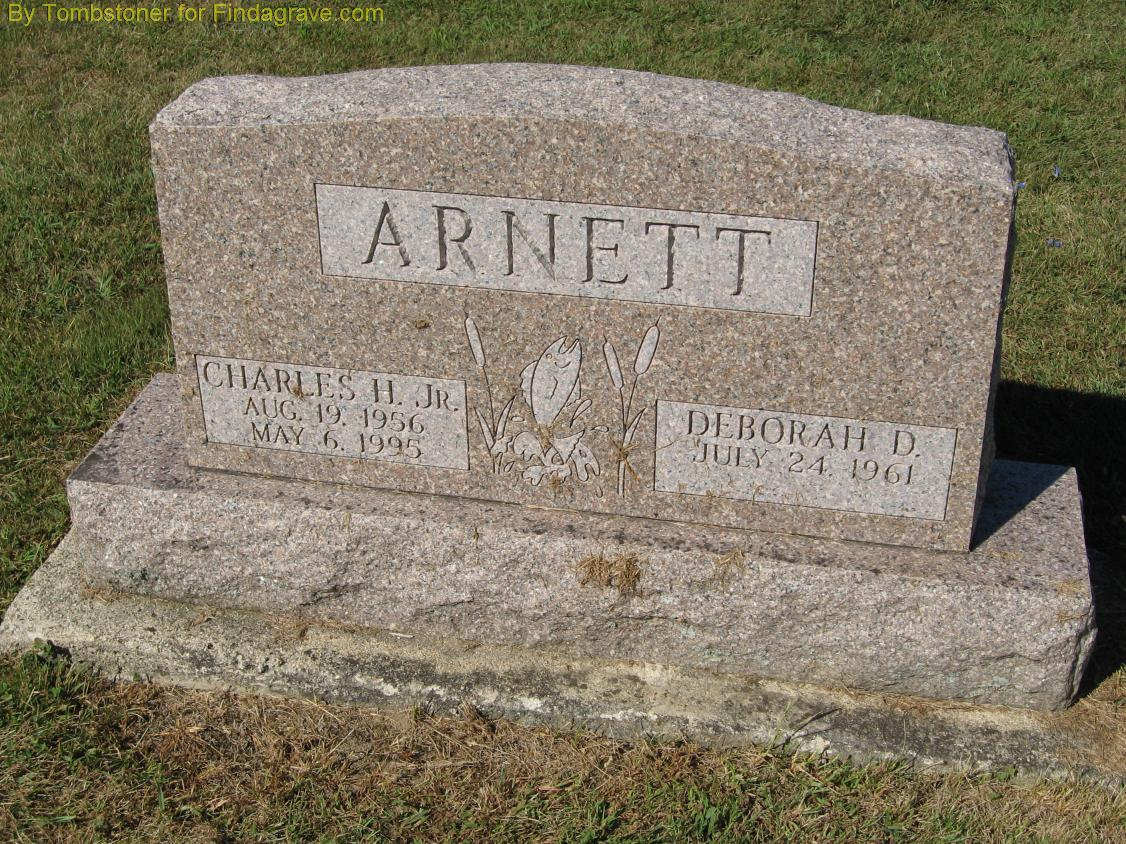 By Tombstoner for Findagrave.com
ARNETT
CHARLES H. JR.
AUG. 19, 1956
MAY 6, 1995
DEBORAH D.
JULY 24, 1961